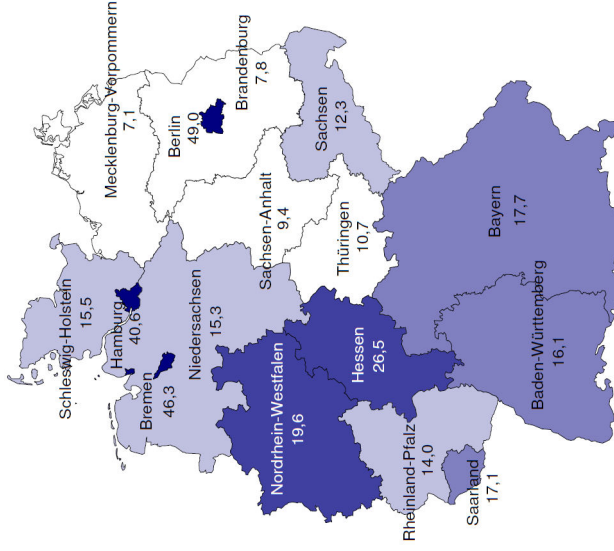 Schleswig-Holstein
15,5
Mecklenburg-Vorpommern
7,1
Hamburg
40,6
Bremen
46,3
Niedersachsen
15,3
Berlin
49,0
Brandenburg
7,8
Sachsen-Anhalt
9,4
Nordrhein-Westfalen
19,6
Hessen
26,5
Thüringen
10,7
Sachsen
12,3
Rheinland-Pfalz
14,0
Saarland
17,1
Baden-Württemberg
16,1
Bayern
17,7